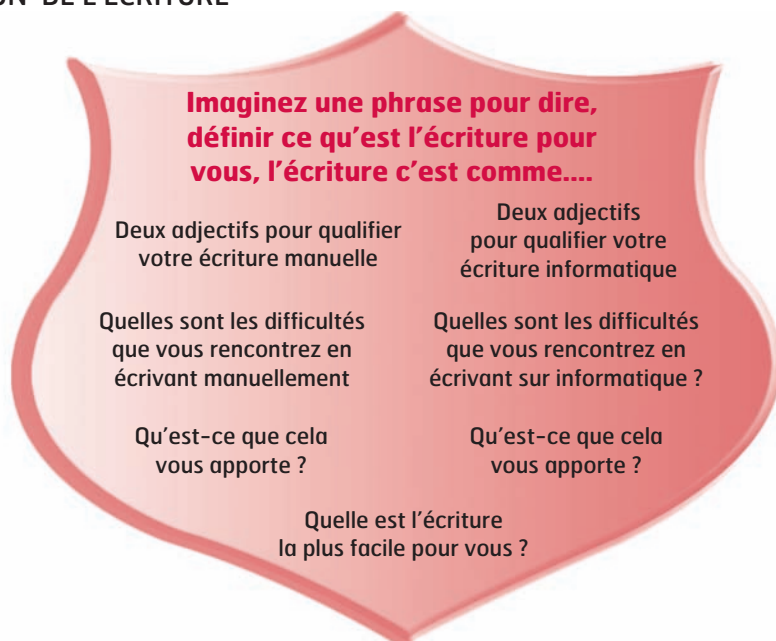 DE L'ÉCRITURE
Imaginez une phrase pour dire,
définir ce qu'est l'écriture pour
vous, l'écriture c'est comme....
Deux adjectifs pour qualifier
votre écriture manuelle
Deux adjectifs
pour qualifier votre
écriture informatique
Quelles sont les difficultés
que vous rencontrez en
écrivant manuellement
Quelles sont les difficultés
que vous rencontrez en
écrivant sur informatique ?
Qu'est-ce que cela
vous apporte ?
Qu'est-ce que cela
vous apporte ?
Quelle est l'écriture
la plus facile pour vous ?